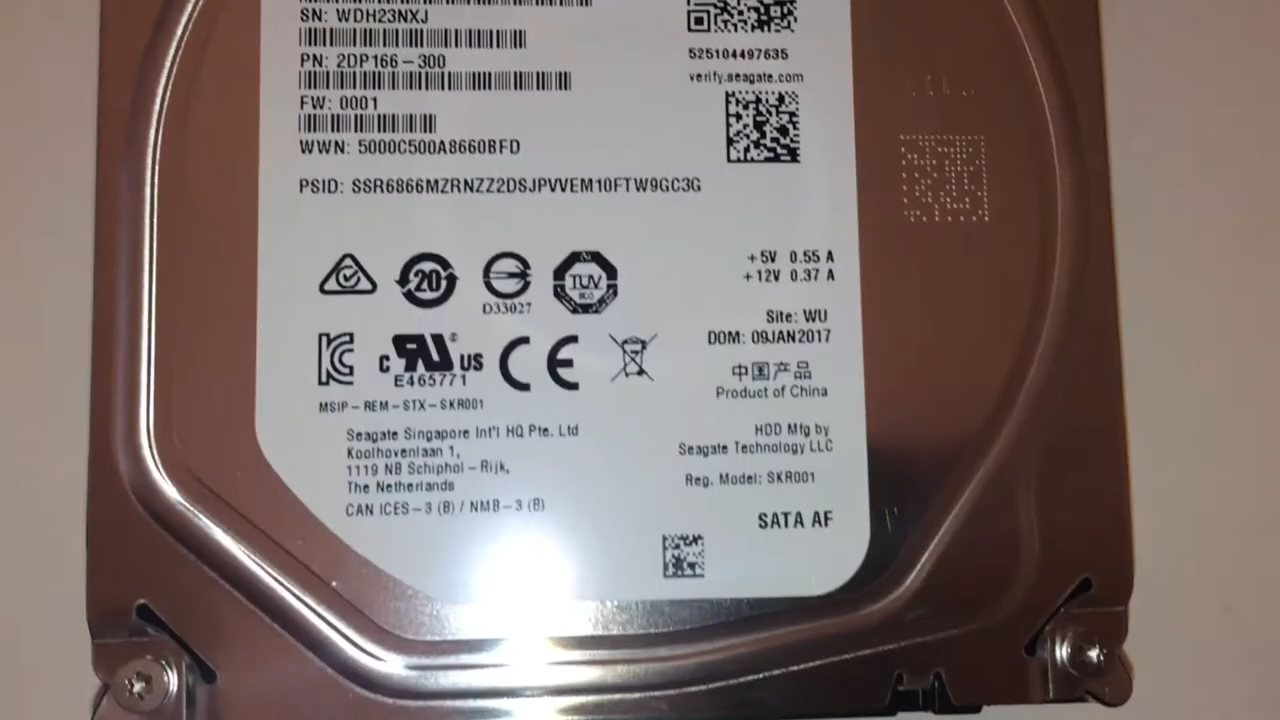 SN: WDH23NXJ
525104497635
PN: 2DP166-300
verify.seagate.com
FW: 0001
WWN: 5000C500A8660BFD
PSID: SSR6866MZRNZZ2DSJPVVEM10FTW9GC3G
+5V 0.55 A
+12V 0.37 A
20
D33027
TUV
Site: WU
DOM: 09JAN2017
c UR US
E465771
CE
中国产品
Product of China
MSIP-REM-STX-SKR001
Seagate Singapore Int'l HQ Pte. Ltd
Koolhovenlaan 1,
1119 NB Schiphol-Rijk,
The Netherlands
CAN ICES-3 (B) / NMB-3 (B)
HDD Mfg by
Seagate Technology LLC
Reg. Model: SKR001
SATA AF